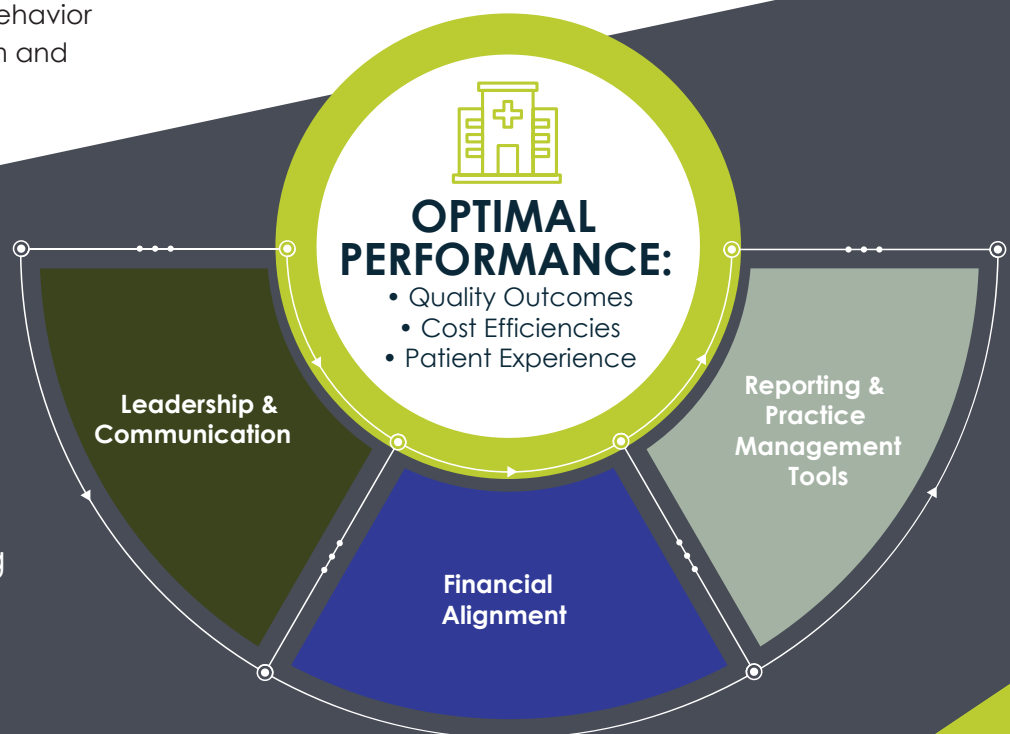 ehavior
and
OPTIMAL
PERFORMANCE:
• Quality Outcomes
• Cost Efficiencies
• Patient Experience
Leadership &
Communication
Financial
Alignment
Reporting &
Practice
Management
Tools